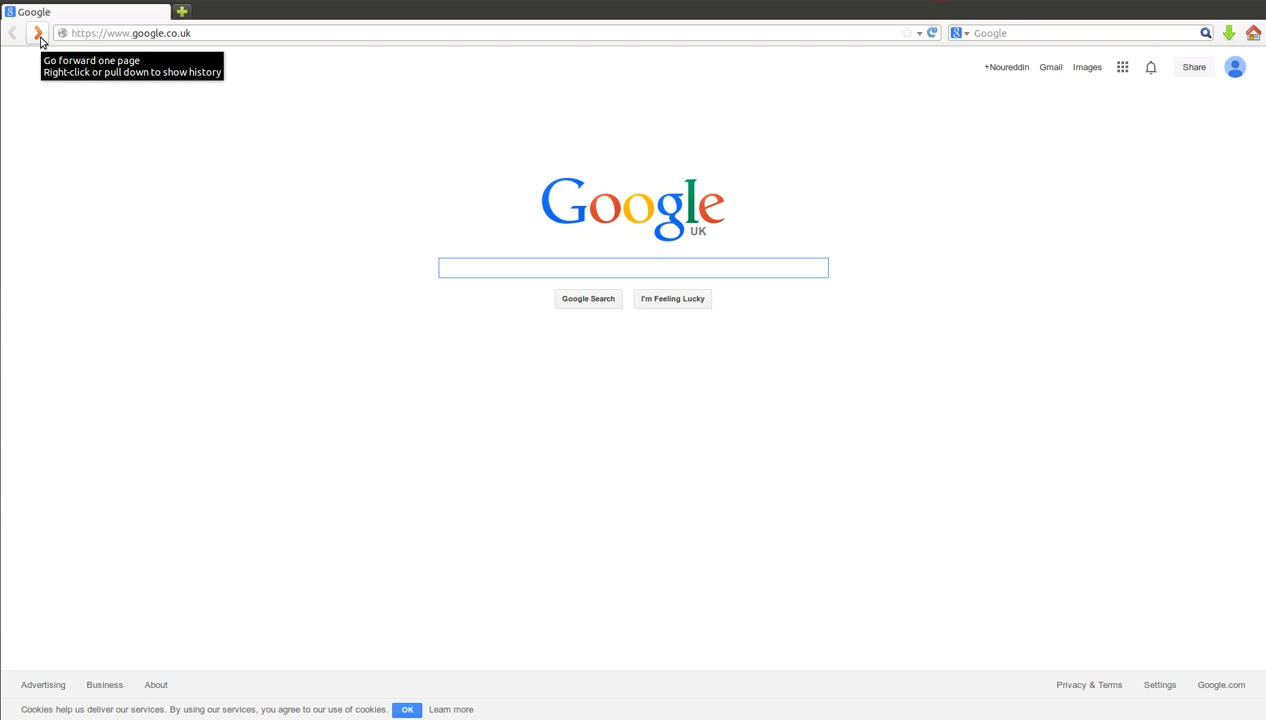 Google
https://www.google.co.uk
Google
Go forward one page
Right-click or pull down to show history
+Noureddin Gmail Images Share
Google
UK
Google Search I'm Feeling Lucky
Advertising Business About Privacy & Terms Settings Google.com
Cookies help us deliver our services. By using our services, you agree to our use of cookies. OK Learn more